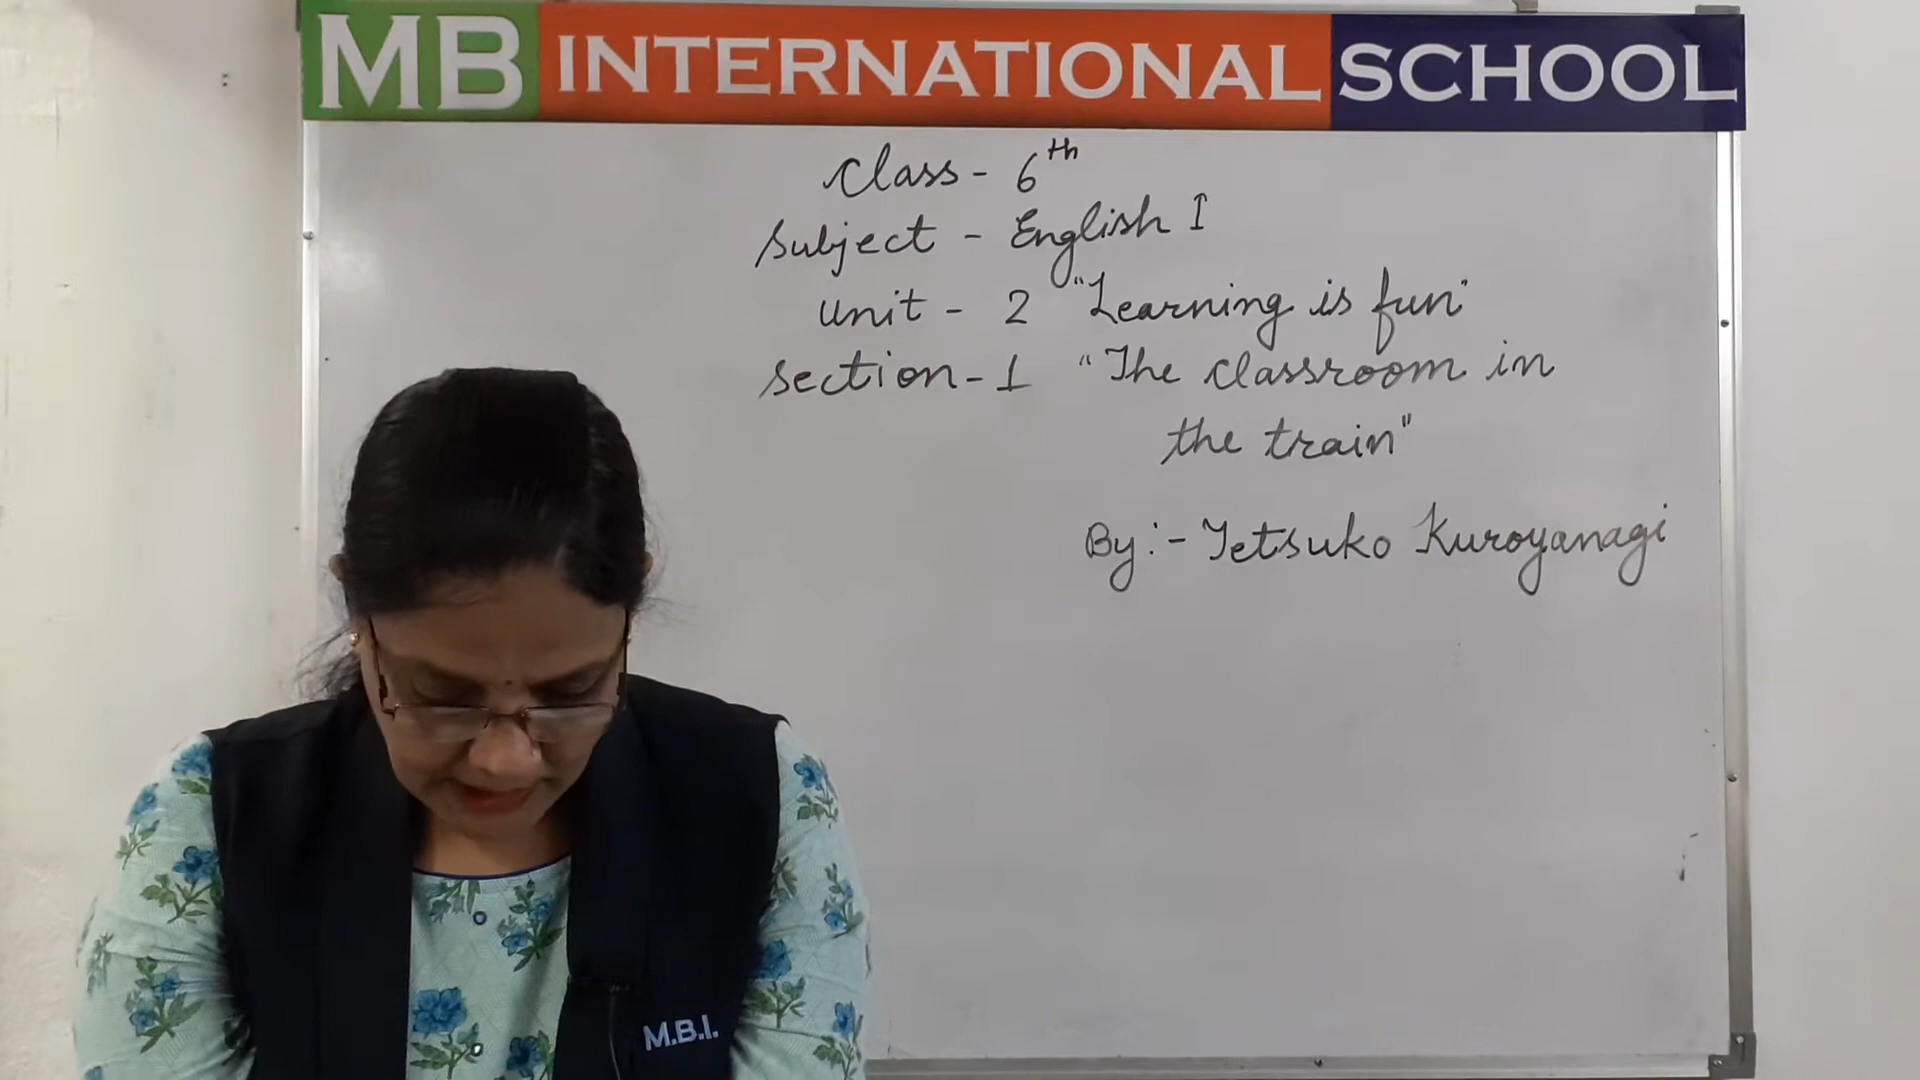 MB INTERNATIONAL SCHOOL
Class - 6th
Subject - English I
Unit - 2 "Learning is fun"
Section - 1 "The classroom in
the train"
By :- Tetsuko Kuroyanagi
M.B.I.